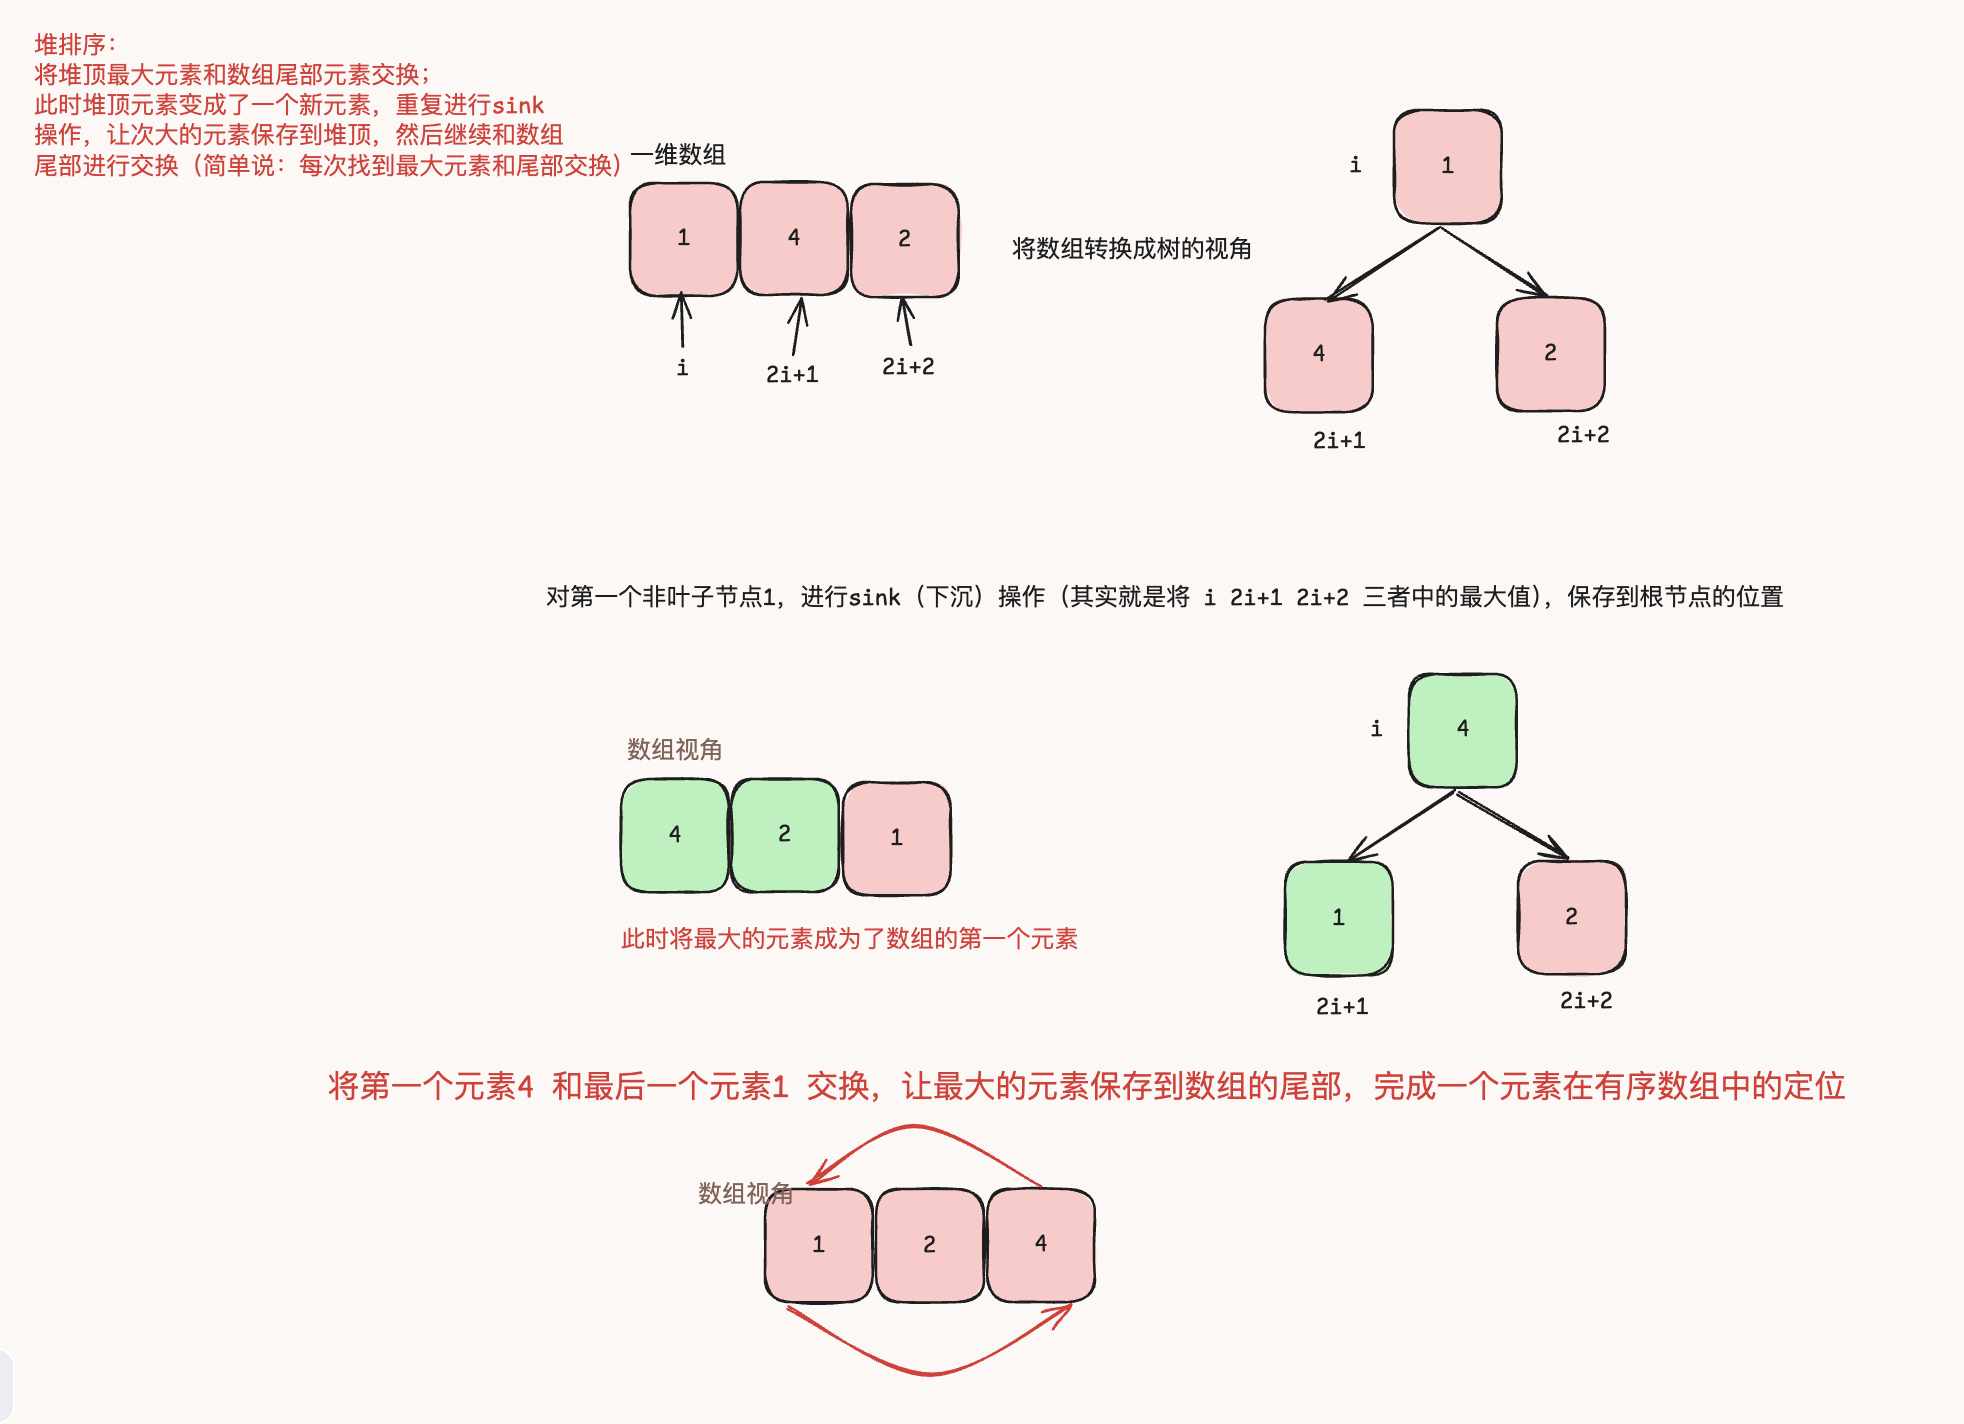 堆排序：
将堆顶最大元素和数组尾部元素交换；
此时堆顶元素变成了一个新元素，重复进行sink
操作，让次大的元素保存到堆顶，然后继续和数组
尾部进行交换（简单说：每次找到最大元素和尾部交换）
一维数组
1
4
2
i
2i+1
2i+2
将数组转换成树的视角
i
1
4
2
2i+1
2i+2
对第一个非叶子节点1，进行sink（下沉）操作（其实就是将 i 2i+1 2i+2 三者中的最大值），保存到根节点的位置
数组视角
4
2
1
此时将最大的元素成为了数组的第一个元素
i
4
1
2
2i+1
2i+2
将第一个元素4 和最后一个元素1 交换，让最大的元素保存到数组的尾部，完成一个元素在有序数组中的定位
数组视角
1
2
4